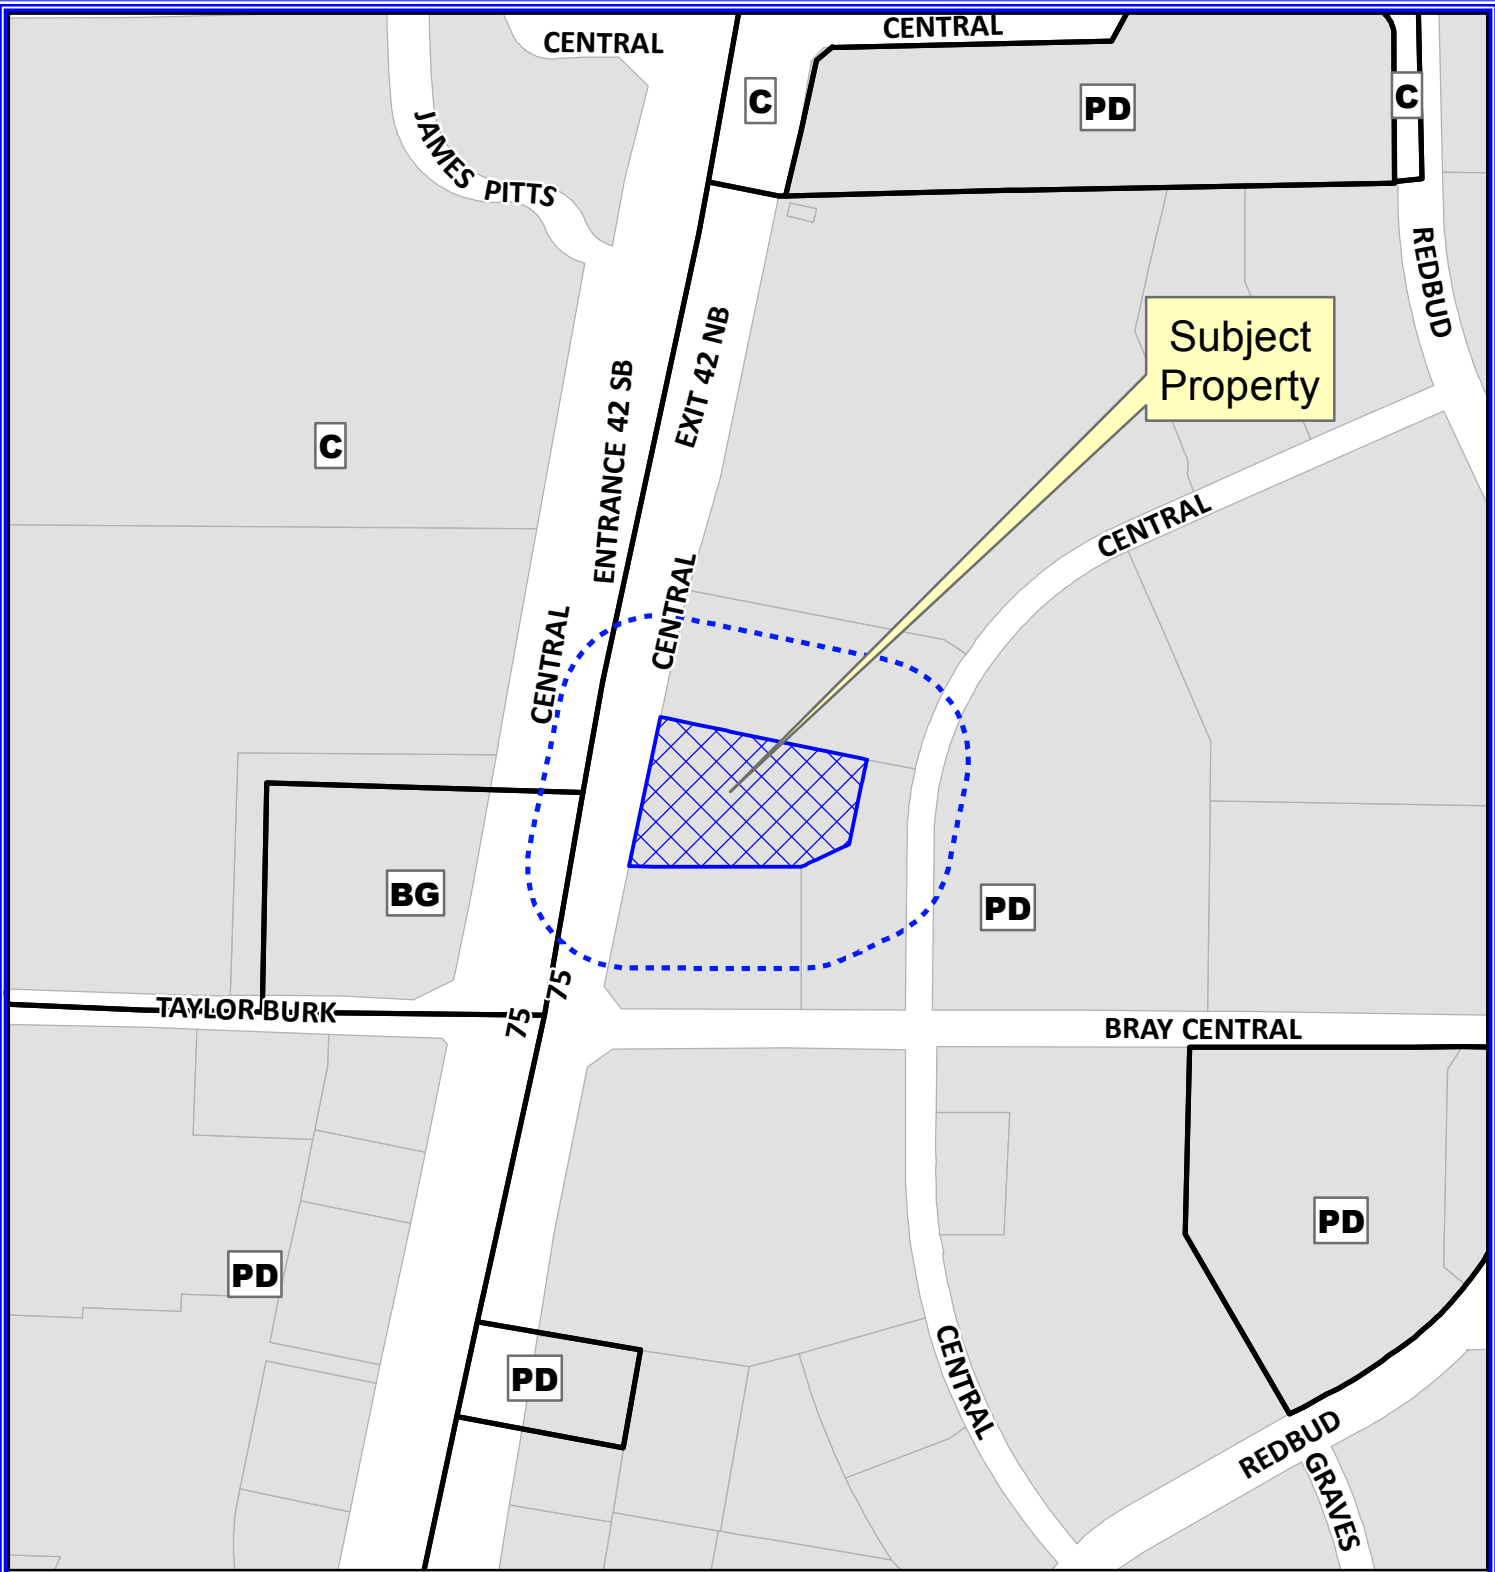 CENTRAL
CENTRAL
C
PD
C
JAMES PITTS
REDBUD
EXIT 42 NB
Subject
Property
ENTRANCE 42 SB
C
CENTRAL
CENTRAL
CENTRAL
BG
PD
75
75
TAYLOR BURK
BRAY CENTRAL
PD
PD
PD
CENTRAL
REDBUD
GRAVES